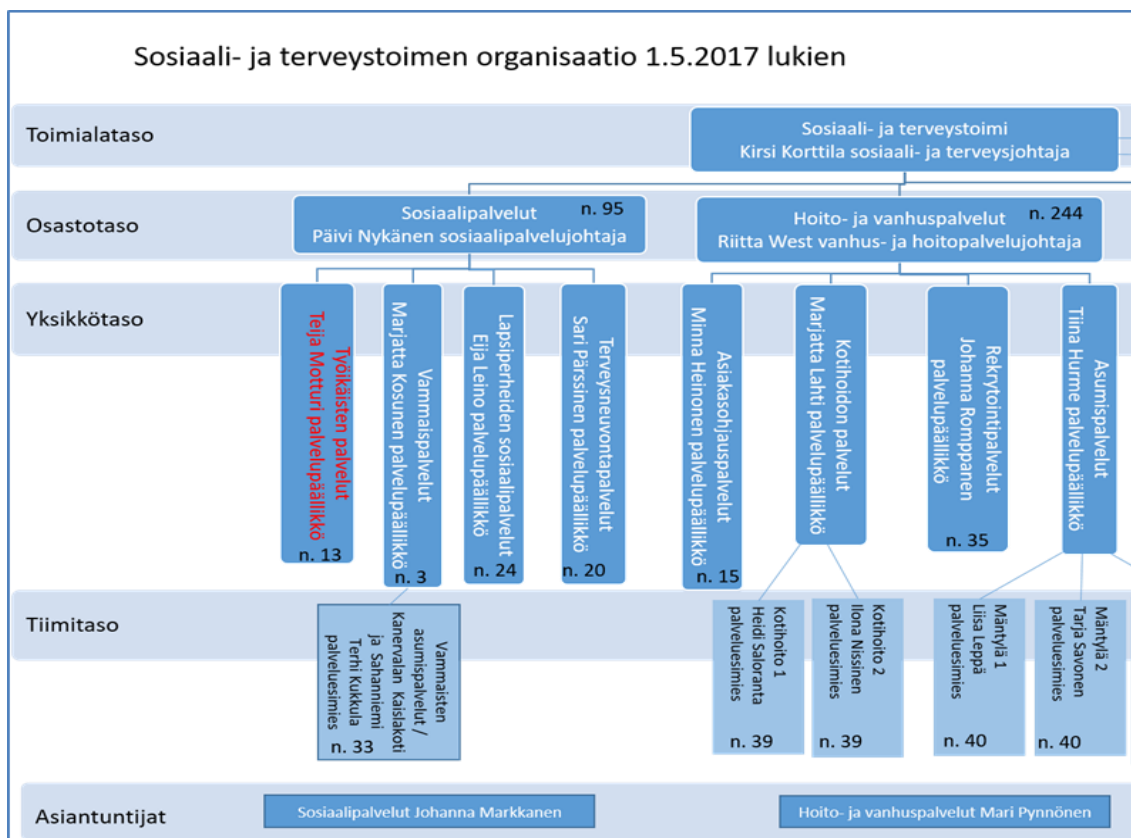 Sosiaali- ja terveystoimen organisaatio 1.5.2017 lukien
Toimialataso
Sosiaali- ja terveystoimi
Kirsi Korttila sosiaali- ja terveysjohtaja
Osastotaso
Sosiaalipalvelut
n. 95
Päivi Nykänen sosiaalipalvelujohtaja
Hoito- ja vanhuspalvelut
n. 244
Riitta West vanhus- ja hoitopalvelujohtaja
Yksikkötaso
Työikäisten palvelut
Teija Motturi palvelupäällikkö
n. 13
Vammaispalvelut
Marjatta Kosunen palvelupäällikkö
n. 3
Lapsiperheiden sosiaalipalvelut
Eija Leino palvelupäällikkö
n. 24
Terveysneuvontapalvelut
Sari Pärssinen palvelupäällikkö
n. 20
Asiakasohjauspalvelut
Minna Heinonen palvelupäällikkö
n. 15
Kotihoidon palvelut
Marjatta Lahti palvelupäällikkö
Rekrytointipalvelut
Johanna Romppanen
palvelupäällikkö
n. 35
Asumispalvelut
Tiina Hurme palvelupäällikkö
Tiimitaso
Vammaisten
asumispalvelut /
Kanervalan Kaislakoti
ja Sahanniemi
Terhi Kukkula
palveluesimies
n. 33
Kotihoito 1
Heidi Saloranta
palveluesimies
n. 39
Kotihoito 2
Ilona Nissinen
palveluesimies
n. 39
Mäntylä 1
Liisa Leppä
palveluesimies
n. 40
Mäntylä 2
Tarja Savonen
palveluesimies
n. 40
Asiantuntijat
Sosiaalipalvelut Johanna Markkanen
Hoito- ja vanhuspalvelut Mari Pynnönen